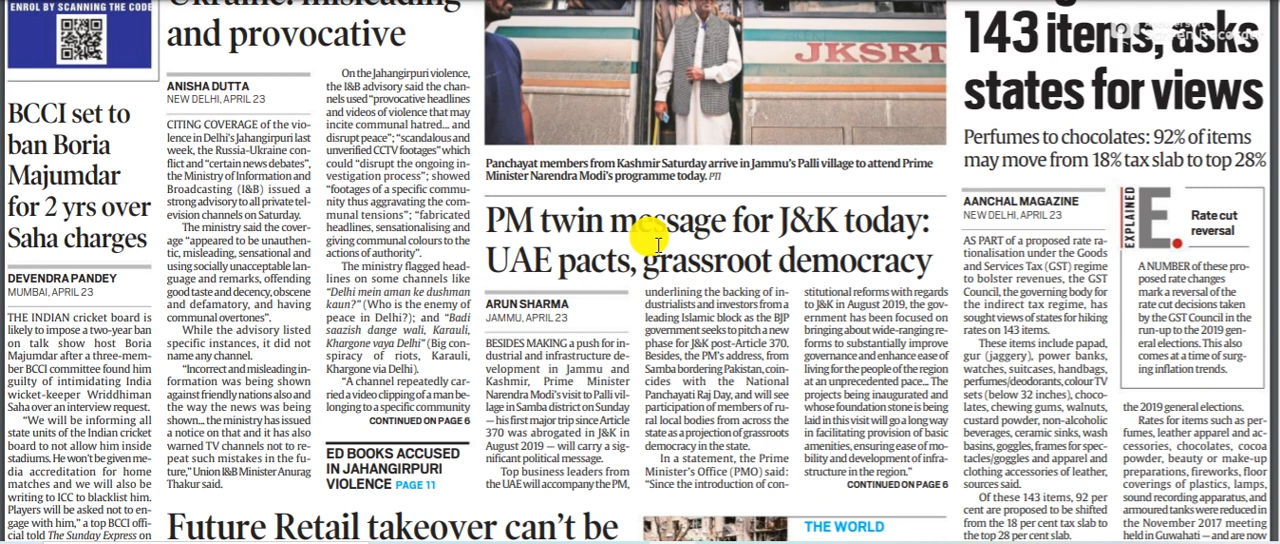 ENROL BY SCANNING THE CODE
BCCI set to
ban Boria
Majumdar
for 2 yrs over
Saha charges
DEVENDRA PANDEY
MUMBAI, APRIL 23
THE INDIAN cricket board is
likely to impose a two-year ban
on talk show host Boria
Majumdar after a three-mem-
ber BCCI committee found him
guilty of intimidating India
wicket-keeper Wriddhiman
Saha over an interview request.
"We will be informing all
state units of the Indian cricket
board to not allow him inside
stadiums. He won't be given me-
dia accreditation for home
matches and we will also be
writing to ICC to blacklist him.
Players will be asked not to en-
gage with him," a top BCCI offi-
cial told The Sunday Express on
Ukraine: misleading
and provocative
ANISHA DUTTA
NEW DELHI, APRIL 23
CITING COVERAGE of the vio-
lence in Delhi's Jahangirpuri last
week, the Russia-Ukraine con-
flict and "certain news debates",
the Ministry of Information and
Broadcasting (I&B) issued a
strong advisory to all private tel-
evision channels on Saturday.
The ministry said the cover-
age "appeared to be unauthen-
tic, misleading, sensational and
using socially unacceptable lan-
guage and remarks, offending
good taste and decency, obscene
and defamatory, and having
communal overtones".
While the advisory listed
specific instances, it did not
name any channel.
"Incorrect and misleading in-
formation was being shown
against friendly nations also and
the way the news was being
shown... the ministry has issued
a notice on that and it has also
warned TV channels not to re-
peat such mistakes in the fu-
ture," Union I&B Minister Anurag
Thakur said.
On the Jahangirpuri violence,
the I&B advisory said the chan-
nels used "provocative headlines
and videos of violence that may
incite communal hatred... and
disrupt peace"; "scandalous and
unverified CCTV footages" which
could "disrupt the ongoing in-
vestigation process"; showed
"footages of a specific commu-
nity thus aggravating the com-
munal tensions"; "fabricated
headlines, sensationalising and
giving communal colours to the
actions of authority".
The ministry flagged head-
lines on some channels like
"Delhi mein aman ke dushman
kaun?" (Who is the enemy of
peace in Delhi?); and "Badi
saazish dange wali, Karauli,
Khargone vaya Delhi" (Big con-
spiracy of riots, Karauli,
Khargone via Delhi).
"A channel repeatedly car-
ried a video clipping of a man be-
longing to a specific community
CONTINUED ON PAGE 6
ED BOOKS ACCUSED
IN JAHANGIRPURI
VIOLENCE PAGE 11
Future Retail takeover can't be
JKSRT
Panchayat members from Kashmir Saturday arrive in Jammu's Palli village to attend Prime
Minister Narendra Modi's programme today. PTI
PM twin message for J&K today:
UAE pacts, grassroot democracy
ARUN SHARMA
JAMMU, APRIL 23
BESIDES MAKING a push for in-
dustrial and infrastructure de-
velopment in Jammu and
Kashmir, Prime Minister
Narendra Modi's visit to Palli vil-
lage in Samba district on Sunday
— his first major trip since Article
370 was abrogated in J&K in
August 2019 — will carry a sig-
nificant political message.
Top business leaders from
the UAE will accompany the PM,
underlining the backing of in-
dustrialists and investors from a
leading Islamic block as the BJP
government seeks to pitch a new
phase for J&K post-Article 370.
Besides, the PM's address, from
Samba bordering Pakistan, coin-
cides with the National
Panchayati Raj Day, and will see
participation of members of ru-
ral local bodies from across the
state as a projection of grassroots
democracy in the state.
In a statement, the Prime
Minister's Office (PMO) said:
"Since the introduction of con-
stitutional reforms with regards
to J&K in August 2019, the gov-
ernment has been focused on
bringing about wide-ranging re-
forms to substantially improve
governance and enhance ease of
living for the people of the region
at an unprecedented pace... The
projects being inaugurated and
whose foundation stone is being
laid in this visit will go a long way
in facilitating provision of basic
amenities, ensuring ease of mo-
bility and development of infra-
structure in the region."
CONTINUED ON PAGE 6
THE WORLD
143 items, asks
states for views
Perfumes to chocolates: 92% of items
may move from 18% tax slab to top 28%
AANCHAL MAGAZINE
NEW DELHI, APRIL 23
AS PART of a proposed rate ra-
tionalisation under the Goods
and Services Tax (GST) regime
to bolster revenues, the GST
Council, the governing body for
the indirect tax regime, has
sought views of states for hiking
rates on 143 items.
These items include papad,
gur (jaggery), power banks,
watches, suitcases, handbags,
perfumes/deodorants, colour TV
sets (below 32 inches), choco-
lates, chewing gums, walnuts,
custard powder, non-alcoholic
beverages, ceramic sinks, wash
basins, goggles, frames for spec-
tacles/goggles and apparel and
clothing accessories of leather,
sources said.
Of these 143 items, 92 per
cent are proposed to be shifted
from the 18 per cent tax slab to
the top 28 per cent slab.
EXPLAINED
E.
Rate cut
reversal
A NUMBER of these pro-
posed rate changes
mark a reversal of the
rate cut decisions taken
by the GST Council in the
run-up to the 2019 gen-
eral elections. This also
comes at a time of surg-
ing inflation trends.
the 2019 general elections.
Rates for items such as per-
fumes, leather apparel and ac-
cessories, chocolates, cocoa
powder, beauty or make-up
preparations, fireworks, floor
coverings of plastics, lamps,
sound recording apparatus, and
armoured tanks were reduced in
the November 2017 meeting
held in Guwahati — and are now